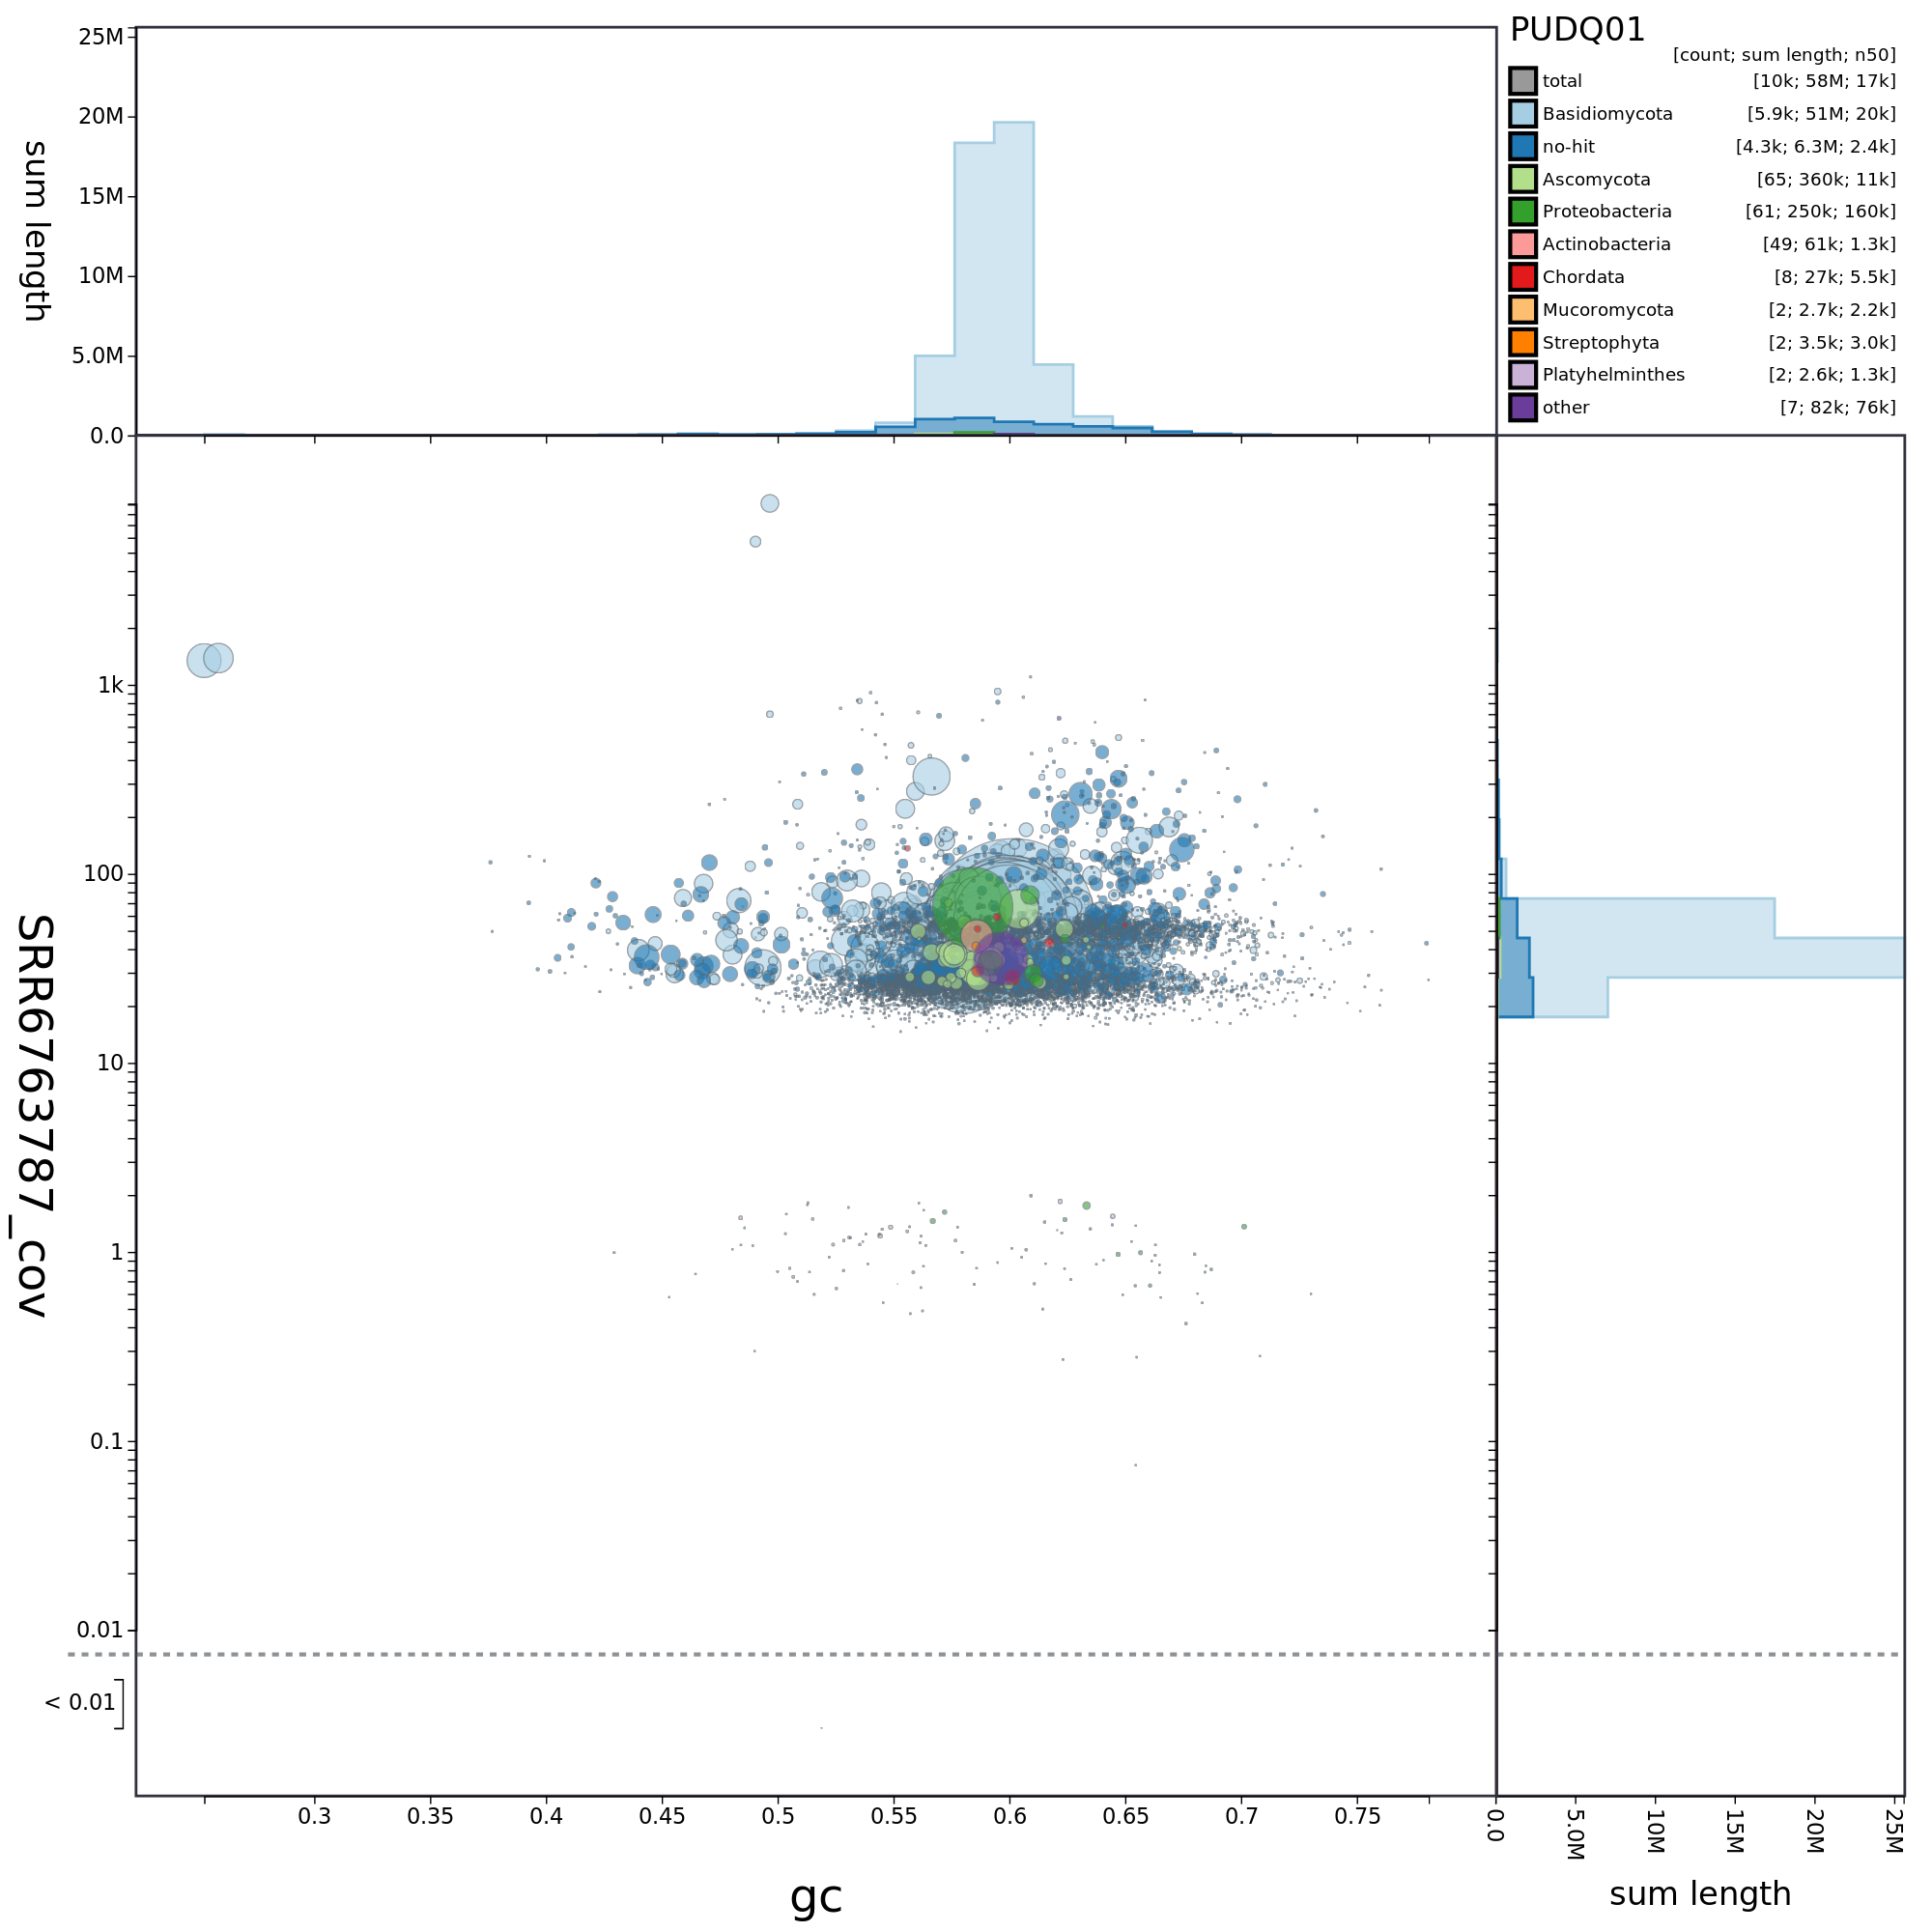 PUDQ01
[count; sum length; n50]
total [10k; 58M; 17k]
Basidiomycota [5.9k; 51M; 20k]
no-hit [4.3k; 6.3M; 2.4k]
Ascomycota [65; 360k; 11k]
Proteobacteria [61; 250k; 160k]
Actinobacteria [49; 61k; 1.3k]
Chordata [8; 27k; 5.5k]
Mucoromycota [2; 2.7k; 2.2k]
Streptophyta [2; 3.5k; 3.0k]
Platyhelminthes [2; 2.6k; 1.3k]
other [7; 82k; 76k]
sum length
25M
20M
15M
10M
5.0M
0.0
SRR6763787_cov
1k
100
10
1
0.1
0.01
< 0.01
0.3 0.35 0.4 0.45 0.5 0.55 0.6 0.65 0.7 0.75
gc
0.0 5.0M 10M 15M 20M 25M
sum length